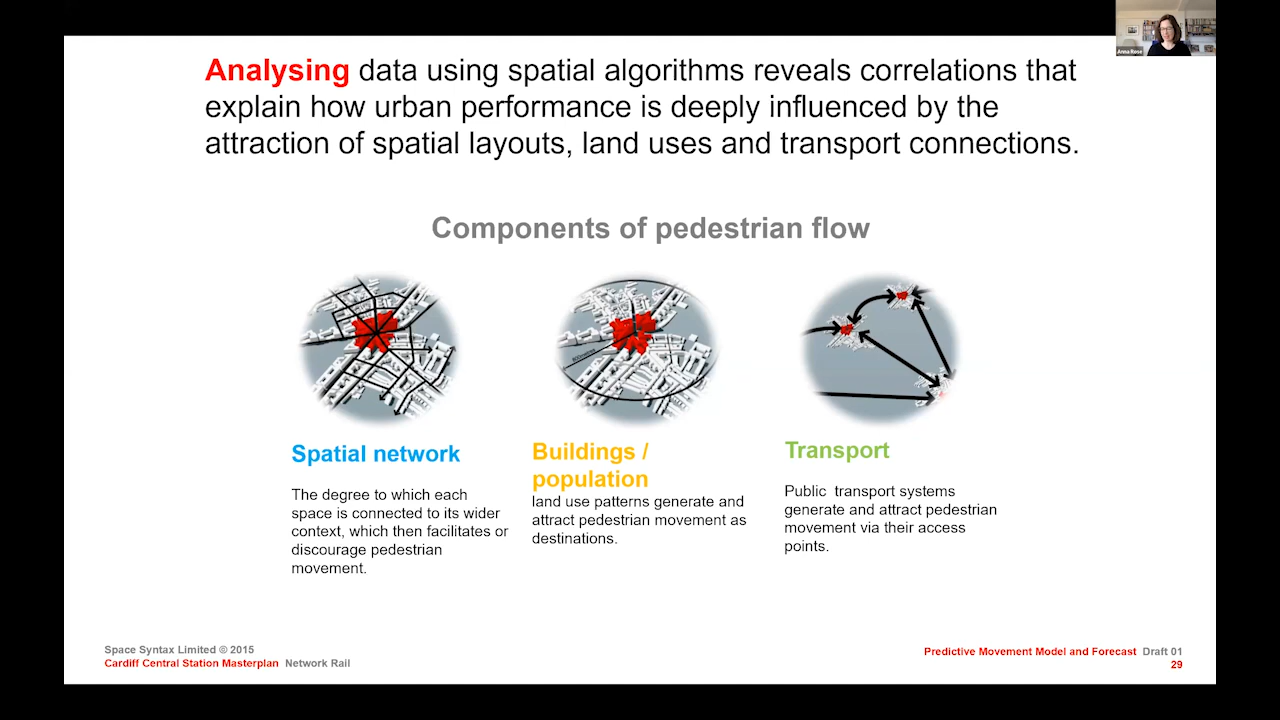 Anna Rose
Analysing data using spatial algorithms reveals correlations that
explain how urban performance is deeply influenced by the
attraction of spatial layouts, land uses and transport connections.
Components of pedestrian flow
Spatial network
The degree to which each
space is connected to its wider
context, which then facilitates or
discourage pedestrian
movement.
Buildings /
population
land use patterns generate and
attract pedestrian movement as
destinations.
Transport
Public  transport systems
generate and attract pedestrian
movement via their access
points.
Space Syntax Limited © 2015
Cardiff Central Station Masterplan  Network Rail
Predictive Movement Model and Forecast  Draft 01
29